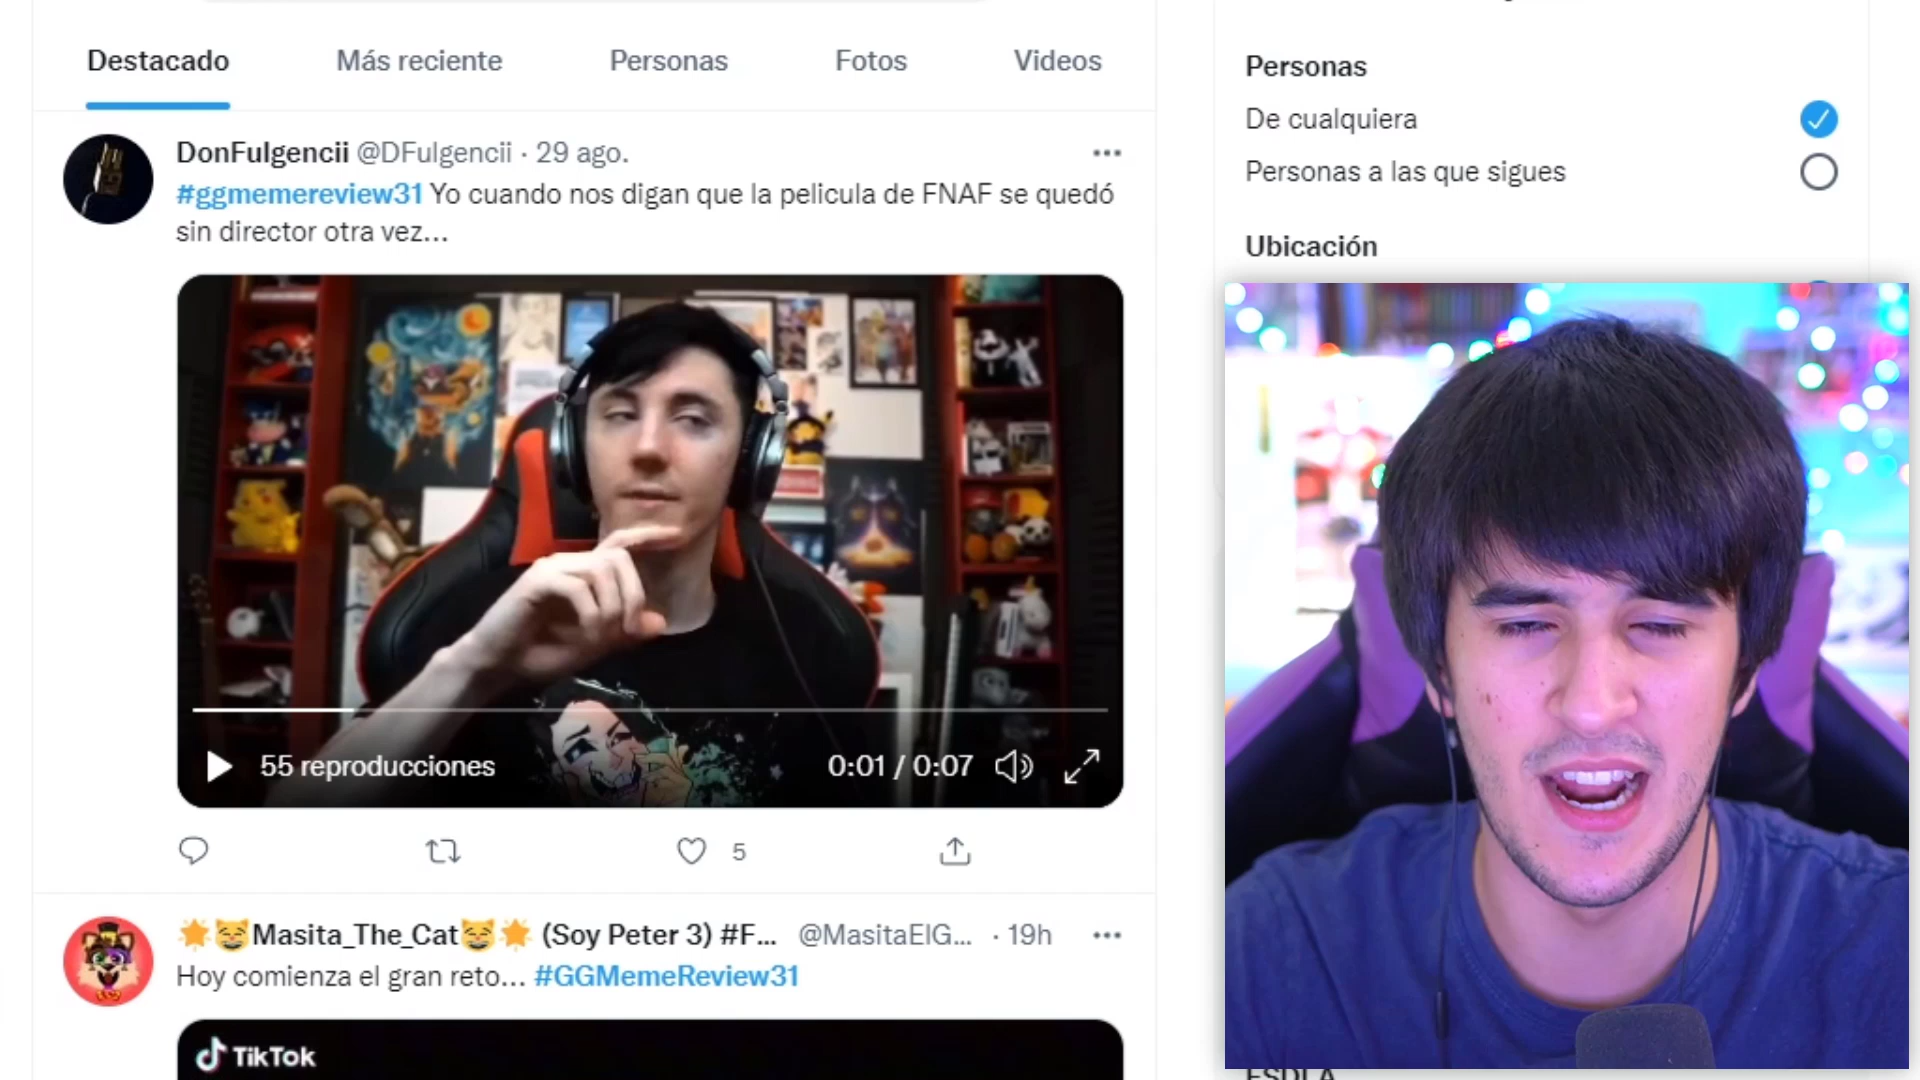 Destacado
Más reciente
Personas
Fotos
Videos
DonFulgencii @DFulgencii · 29 ago.
#ggmemereview31 Yo cuando nos digan que la pelicula de FNAF se quedó
sin director otra vez...
55 reproducciones
0:01 / 0:07
5
Masita_The_Cat (Soy Peter 3) #F... @MasitaElG... · 19h
Hoy comienza el gran reto... #GGMemeReview31
TikTok
Personas
De cualquiera
Personas a las que sigues
Ubicación